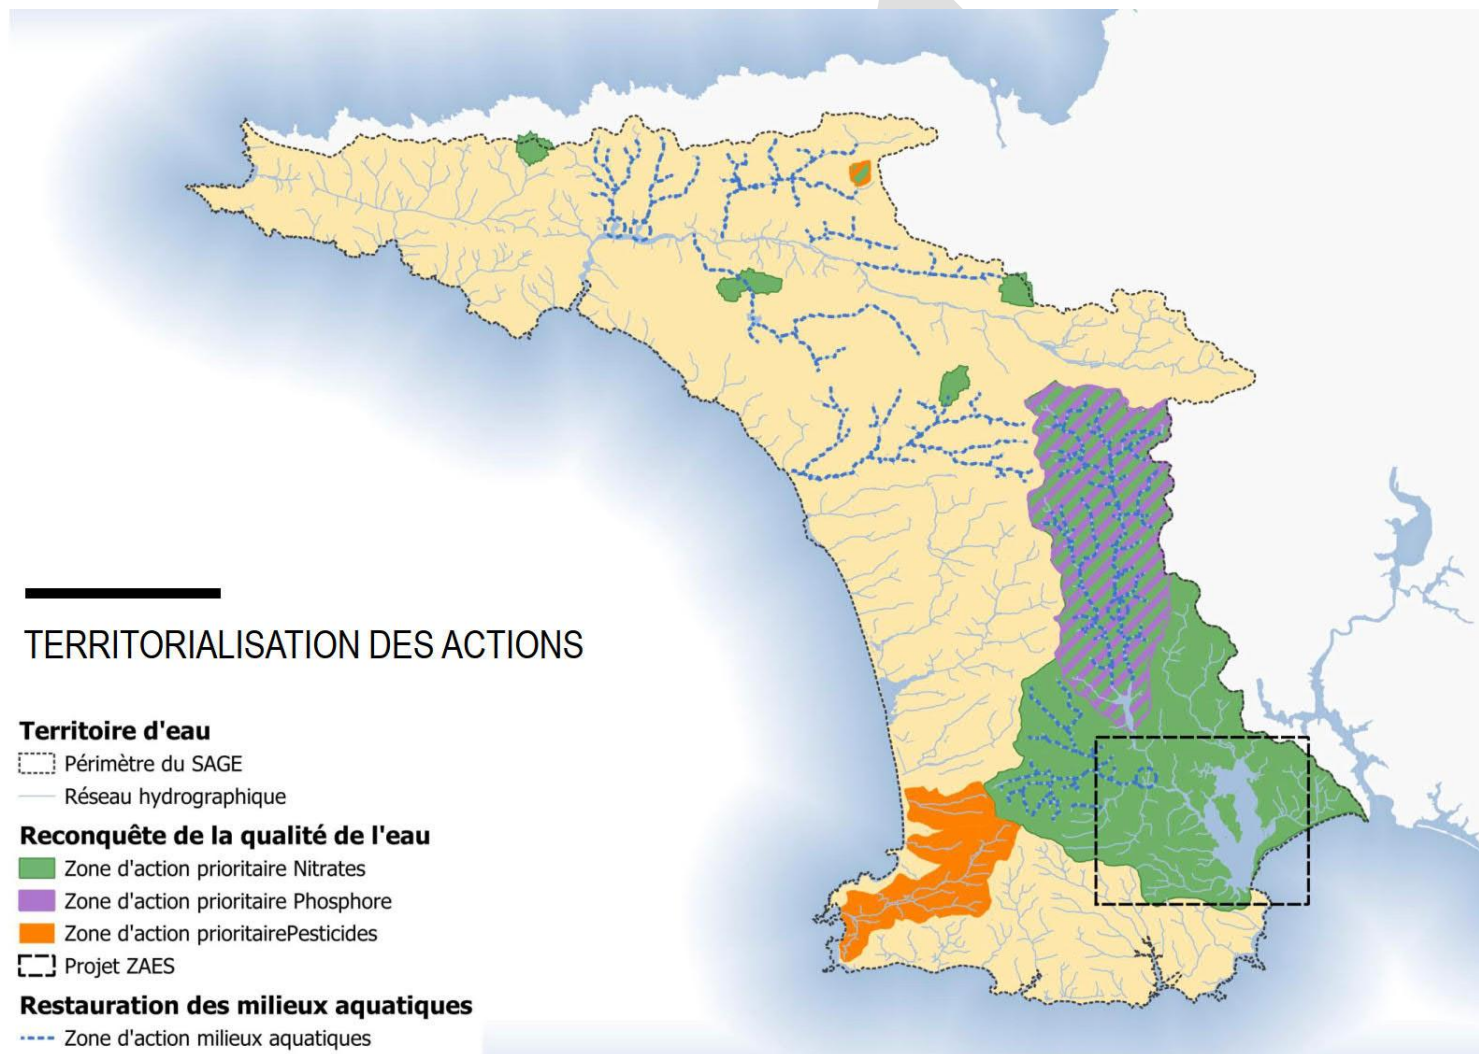 TERRITORIALISATION DES ACTIONS
Territoire d'eau
Périmètre du SAGE
Réseau hydrographique
Reconquête de la qualité de l'eau
Zone d'action prioritaire Nitrates
Zone d'action prioritaire Phosphore
Zone d'action prioritairePesticides
Projet ZAES
Restauration des milieux aquatiques
Zone d'action milieux aquatiques